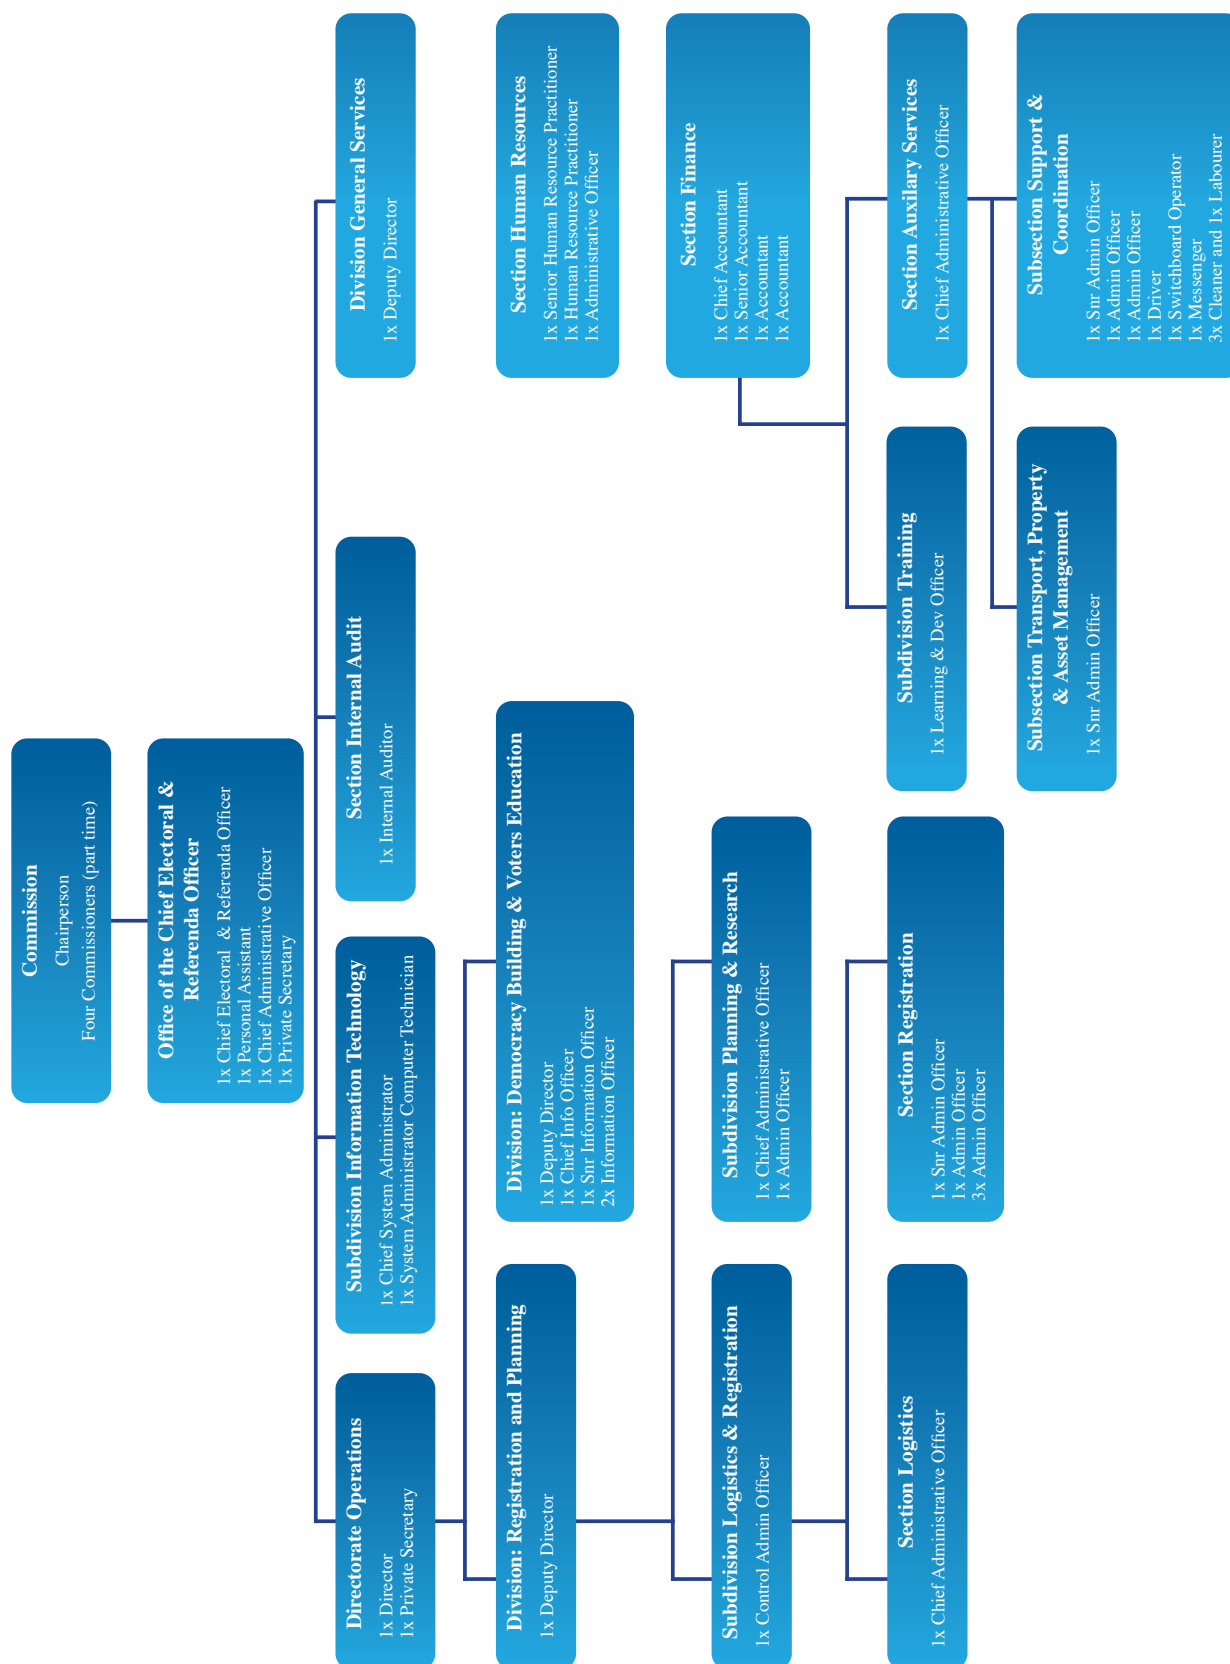 Commission
Chairperson
Four Commissioners (part time)
Office of the Chief Electoral &
Referenda Officer
1x Chief Electoral & Referenda Officer
1x Personal Assistant
1x Chief Administrative Officer
1x Private Secretary
Directorate Operations
1x Director
1x Private Secretary
Subdivision Information Technology
1x Chief System Administrator
1x System Administrator Computer Technician
Section Internal Audit
1x Internal Auditor
Division General Services
1x Deputy Director
Division: Registration and Planning
1x Deputy Director
Division: Democracy Building & Voters Education
1x Deputy Director
1x Chief Info Officer
1x Snr Information Officer
2x Information Officer
Section Human Resources
1x Senior Human Resource Practitioner
1x Human Resource Practitioner
1x Administrative Officer
Subdivision Logistics & Registration
1x Control Admin Officer
Subdivision Planning & Research
1x Chief Administrative Officer
1x Admin Officer
Section Finance
1x Chief Accountant
1x Senior Accountant
1x Accountant
1x Accountant
Section Logistics
1x Chief Administrative Officer
Section Registration
1x Snr Admin Officer
1x Admin Officer
3x Admin Officer
Subdivision Training
1x Learning & Dev Officer
Section Auxilary Services
1x Chief Administrative Officer
Subsection Transport, Property
& Asset Management
1x Snr Admin Officer
Subsection Support &
Coordination
1x Snr Admin Officer
1x Admin Officer
1x Admin Officer
1x Driver
1x Switchboard Operator
1x Messenger
3x Cleaner and 1x Labourer